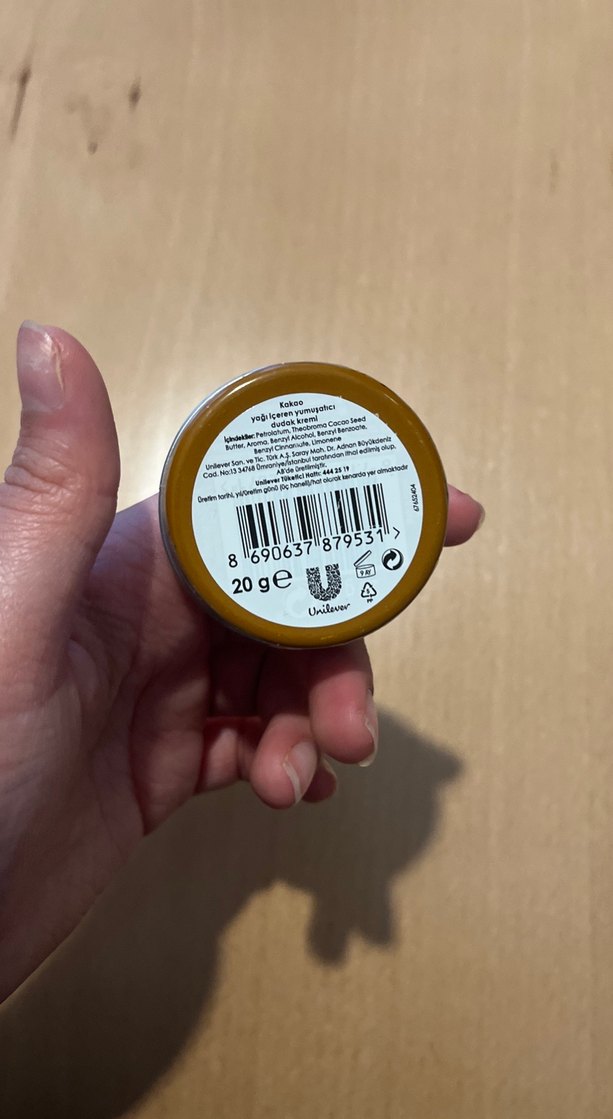 Kakao
yağı içeren yumuşatıcı
dudak kremi
İçindekiler: Petrolatum, Theobroma Cacao Seed
Butter, Aroma, Benzyl Alcohol, Benzyl Benzoate,
Benzyl Cinnamate, Limonene
Unilever San. ve Tic. Türk A.Ş. Saray Mah. Dr. Adnan Büyükdeniz
Cad. No:13 34768 Ümraniye/İstanbul tarafından ithal edilmiş olup,
AB'de üretilmiştir.
Unilever Tüketici Hattı: 444 25 19
Üretim tarihi, yılı/üretim günü (üç haneli)/hat olarak kenarda yer almaktadır
67652404
8 690637 879531 >
20 g e
9 AY
5
PP
Unilever